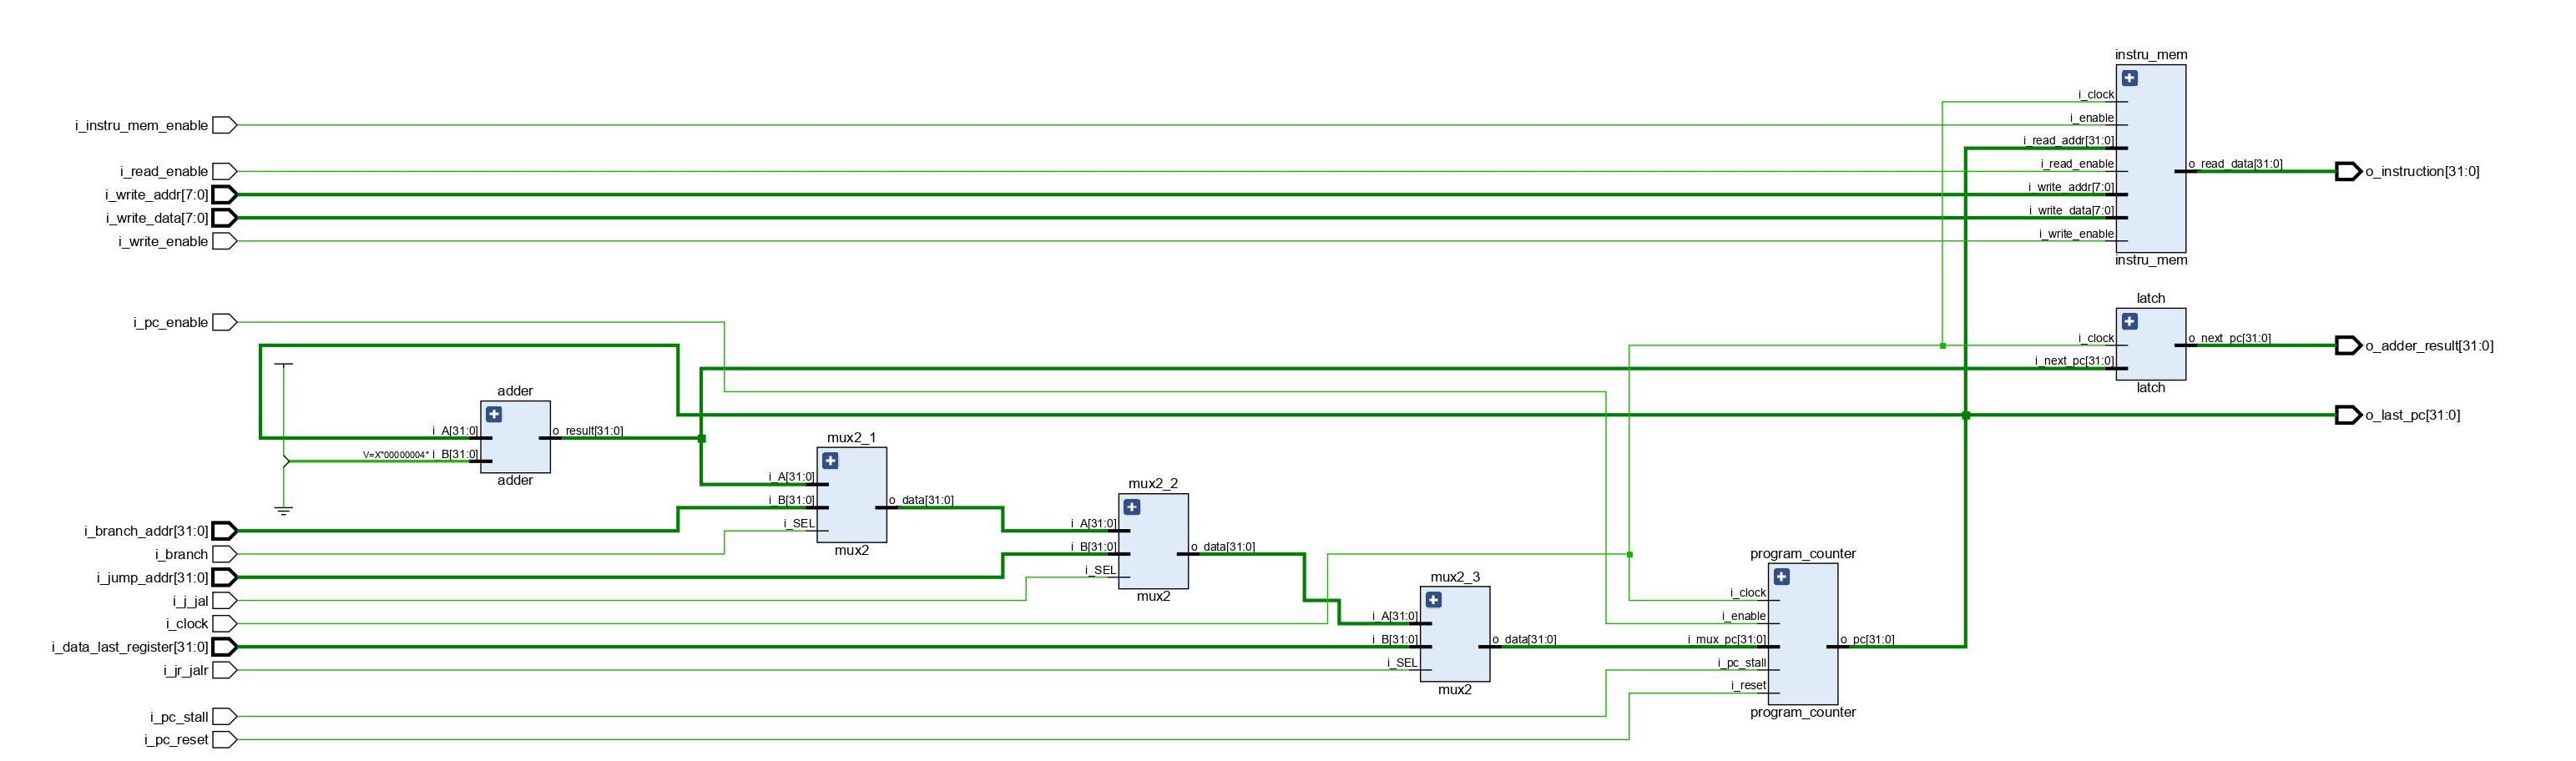 instru_mem
i_clock
i_instru_mem_enable
i_enable
i_read_addr[31:0]
i_read_enable
i_read_enable
o_read_data[31:0]
o_instruction[31:0]
i_write_addr[7:0]
i_write_addr[7:0]
i_write_data[7:0]
i_write_data[7:0]
i_write_enable
i_write_enable
instru_mem
latch
i_pc_enable
i_clock
o_next_pc[31:0]
o_adder_result[31:0]
i_next_pc[31:0]
latch
adder
o_last_pc[31:0]
i_A[31:0]
o_result[31:0]
V=X"00000004" i_B[31:0]
adder
mux2_1
i_A[31:0]
i_B[31:0]
o_data[31:0]
i_SEL
mux2
mux2_2
i_A[31:0]
i_B[31:0]
o_data[31:0]
i_SEL
mux2
i_branch_addr[31:0]
i_branch
i_jump_addr[31:0]
i_j_jal
i_clock
i_data_last_register[31:0]
i_jr_jalr
i_pc_stall
i_pc_reset
mux2_3
i_A[31:0]
i_B[31:0]
o_data[31:0]
i_SEL
mux2
program_counter
i_clock
i_enable
i_mux_pc[31:0]
o_pc[31:0]
i_pc_stall
i_reset
program_counter